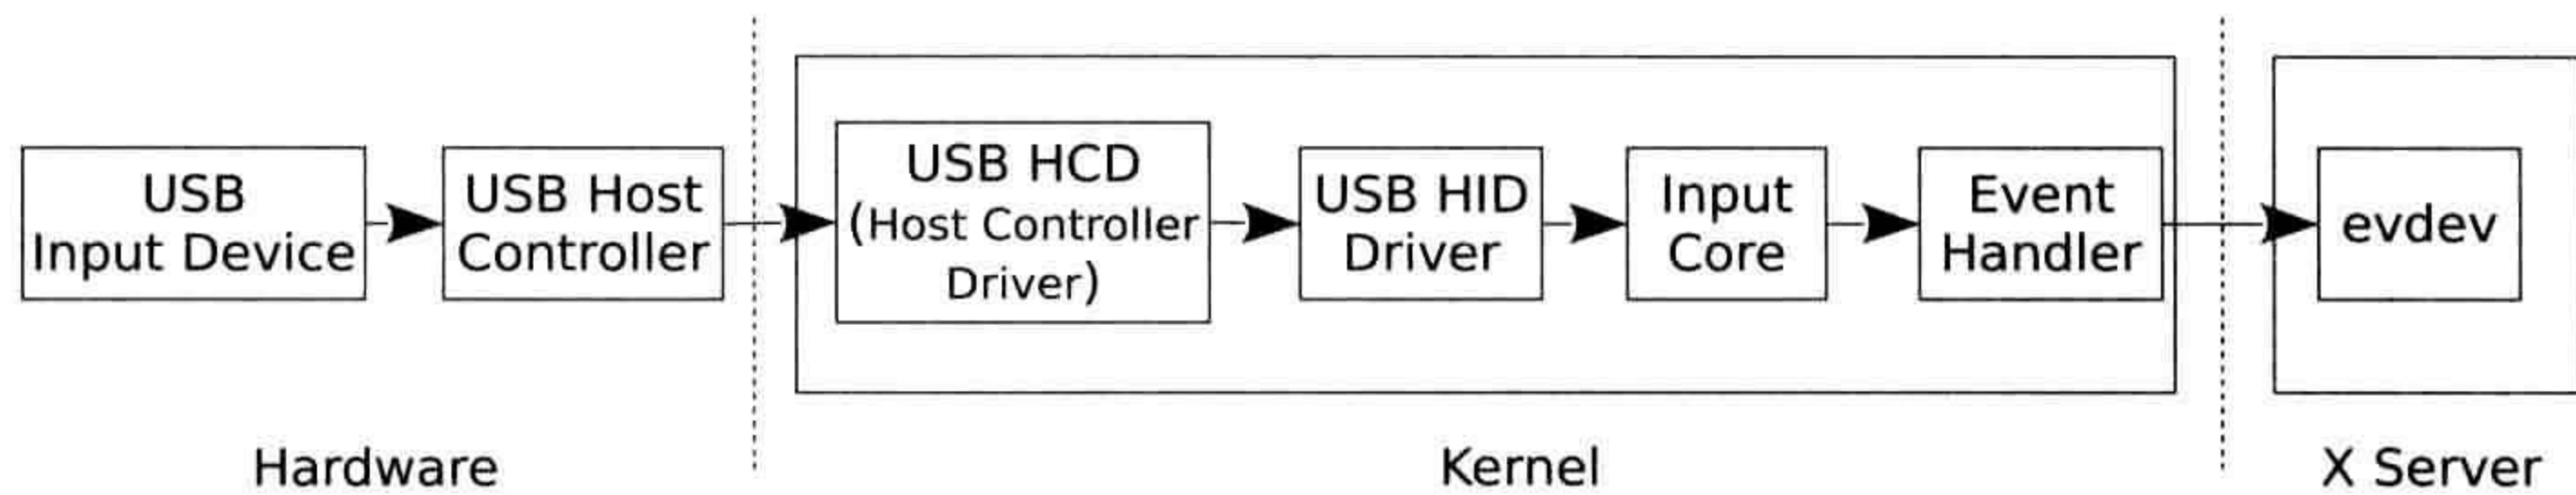 USB
Input Device
USB Host
Controller
USB HCD
(Host Controller
Driver)
USB HID
Driver
Input
Core
Event
Handler
evdev
Hardware
Kernel
X Server